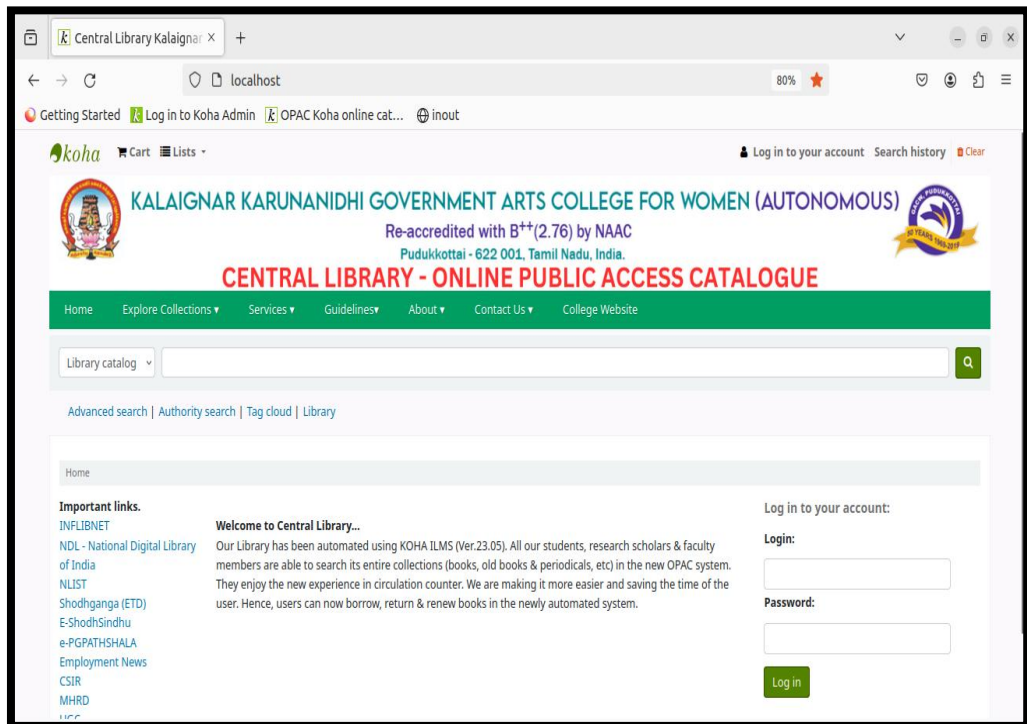 Central Library Kalaignar
localhost
80%
Getting Started Log in to Koha Admin OPAC Koha online cat... inout
koha Cart Lists
Log in to your account Search history Clear
KALAIGNAR KARUNANIDHI GOVERNMENT ARTS COLLEGE FOR WOMEN (AUTONOMOUS)
Re-accredited with B++(2.76) by NAAC
Pudukkottai - 622 001, Tamil Nadu, India.
CENTRAL LIBRARY - ONLINE PUBLIC ACCESS CATALOGUE
Home Explore Collections ▾ Services ▾ Guidelines▾ About ▾ Contact Us ▾ College Website
Library catalog
Advanced search | Authority search | Tag cloud | Library
Home
Important links.
INFLIBNET
NDL - National Digital Library
of India
NLIST
Shodhganga (ETD)
E-ShodhSindhu
e-PGPATHSHALA
Employment News
CSIR
MHRD
UGC
Welcome to Central Library...
Our Library has been automated using KOHA ILMS (Ver.23.05). All our students, research scholars & faculty
members are able to search its entire collections (books, old books & periodicals, etc) in the new OPAC system.
They enjoy the new experience in circulation counter. We are making it more easier and saving the time of the
user. Hence, users can now borrow, return & renew books in the newly automated system.
Log in to your account:
Login:
Password:
Log in